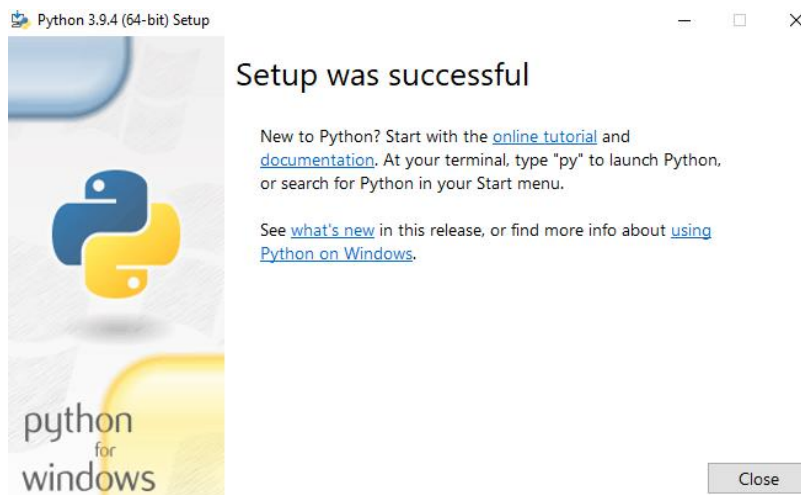 Python 3.9.4 (64-bit) Setup
Setup was successful
New to Python? Start with the online tutorial and
documentation. At your terminal, type "py" to launch Python,
or search for Python in your Start menu.
See what's new in this release, or find more info about using
Python on Windows.
python
for
windows
Close